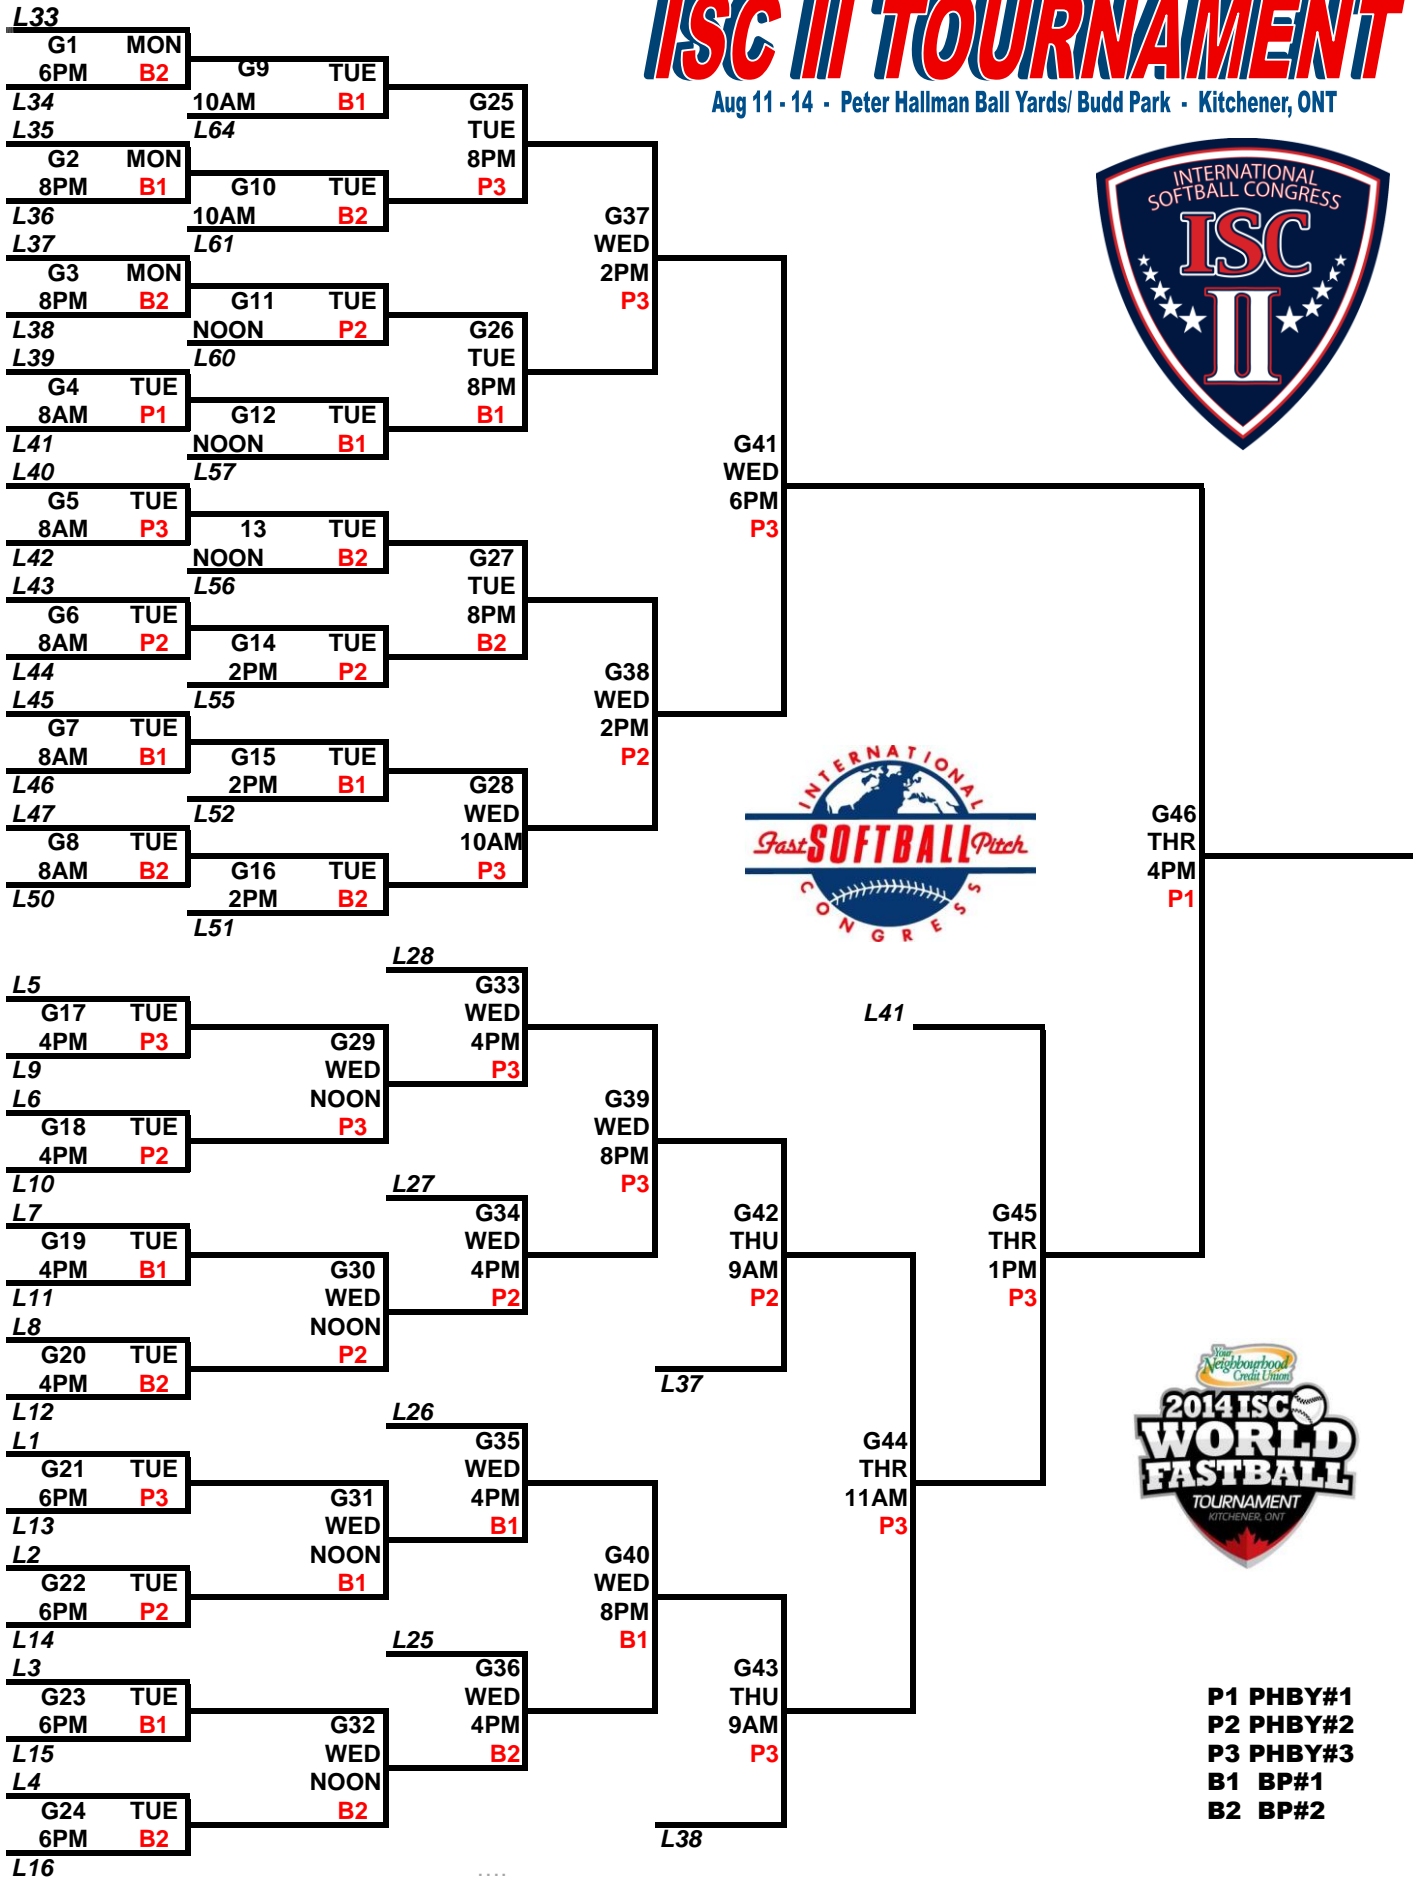 ISC II TOURNAMENT
Aug 11 - 14 - Peter Hallman Ball Yards/ Budd Park - Kitchener, ONT
L33
G1 MON
6PM B2
L34
L35
G2 MON
8PM B1
L36
L37
G3 MON
8PM B2
L38
L39
G4 TUE
8AM P1
L41
L40
G5 TUE
8AM P3
L42
L43
G6 TUE
8AM P2
L44
L45
G7 TUE
8AM B1
L46
L47
G8 TUE
8AM B2
L50
G9 TUE
10AM B1
L64
G10 TUE
10AM B2
L61
G11 TUE
NOON P2
L60
G12 TUE
NOON B1
L57
13 TUE
NOON B2
L56
G14 TUE
2PM P2
L55
G15 TUE
2PM B1
L52
G16 TUE
2PM B2
L51
G25
TUE
8PM
P3
G26
TUE
8PM
B1
G27
TUE
8PM
B2
G28
WED
10AM
P3
G37
WED
2PM
P3
G38
WED
2PM
P2
G41
WED
6PM
P3
G46
THR
4PM
P1
INTERNATIONAL
SOFTBALL CONGRESS
ISC
II
INTERNATIONAL
Fast SOFTBALL Pitch
CONGRESS
L5
G17 TUE
4PM P3
L9
L6
G18 TUE
4PM P2
L10
L7
G19 TUE
4PM B1
L11
L8
G20 TUE
4PM B2
L12
L1
G21 TUE
6PM P3
L13
L2
G22 TUE
6PM P2
L14
L3
G23 TUE
6PM B1
L15
L4
G24 TUE
6PM B2
L16
G29
WED
NOON
P3
G30
WED
NOON
P2
G31
WED
NOON
B1
G32
WED
NOON
B2
L28
G33
WED
4PM
P3
L27
G34
WED
4PM
P2
L26
G35
WED
4PM
B1
L25
G36
WED
4PM
B2
G39
WED
8PM
P3
G40
WED
8PM
B1
G42
THU
9AM
P2
L37
G43
THU
9AM
P3
L38
G44
THR
11AM
P3
L41
G45
THR
1PM
P3
Your
Neighbourhood
Credit Union
2014 ISC
WORLD
FASTBALL
TOURNAMENT
KITCHENER, ONT
P1 PHBY#1
P2 PHBY#2
P3 PHBY#3
B1 BP#1
B2 BP#2
....